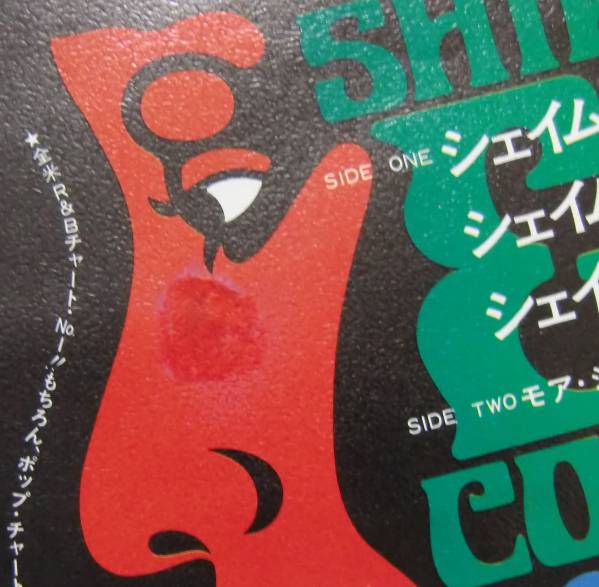 SHI
SIDE ONE シェイム
シェイム
シェイ
SIDE TWO モア・シ
CO
★全米R&Bチャート・No.1!!もちろん、ポップ・チャート